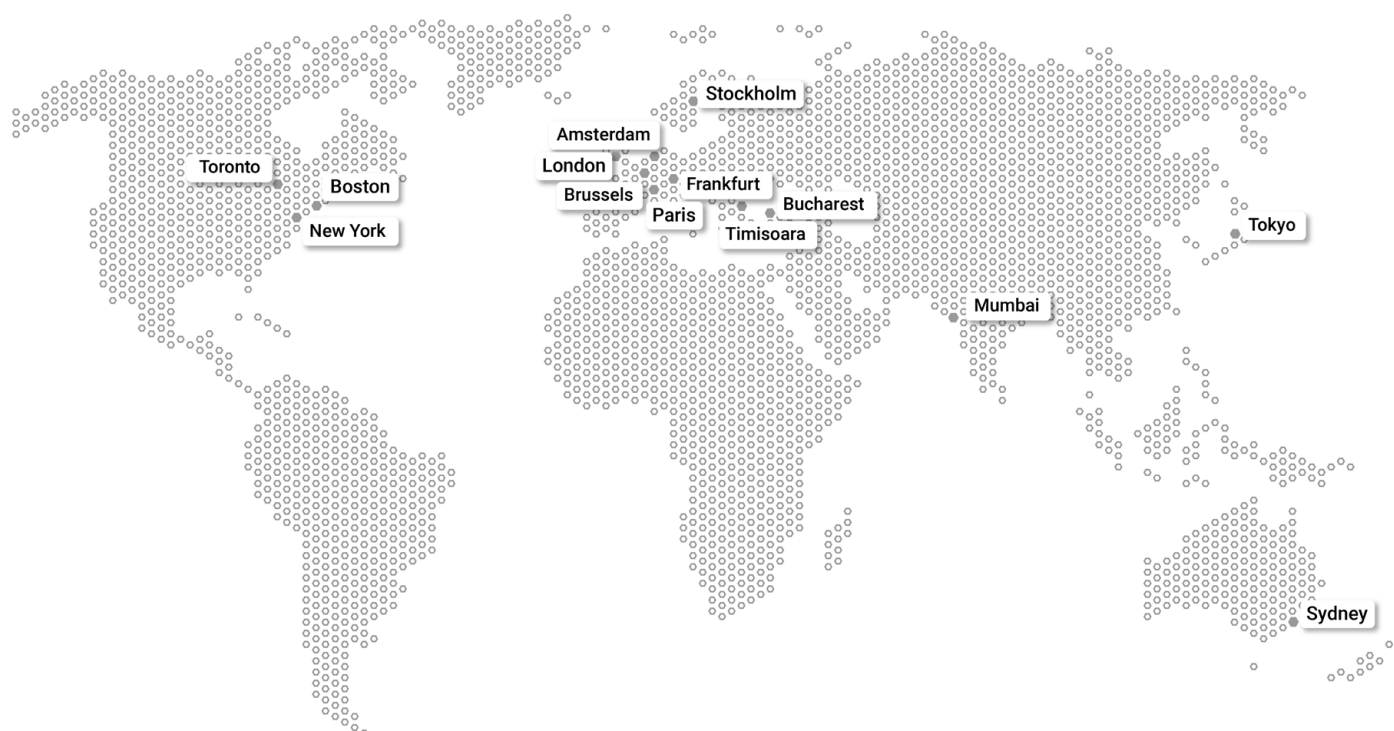 Stockholm
Amsterdam
London
Toronto
Frankfurt
Boston
Brussels
Bucharest
Paris
Tokyo
New York
Timisoara
Mumbai
Sydney